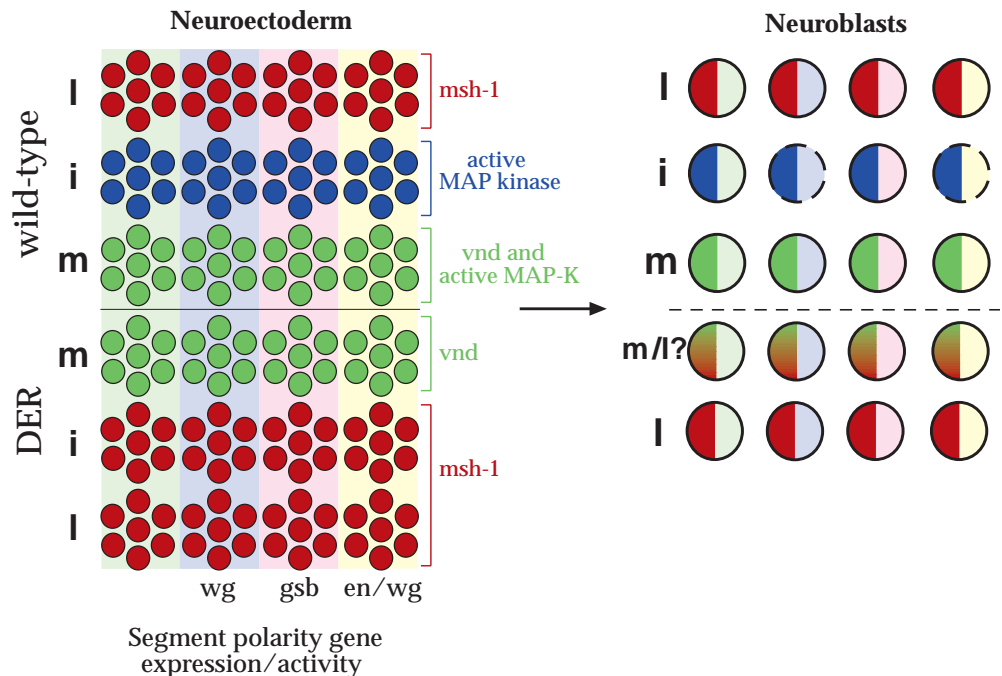 Neuroectoderm
Neuroblasts
wild-type
l
msh-1
l
i
active
MAP kinase
i
m
vnd and
active MAP-K
m
DER
m
vnd
m/l?
i
msh-1
l
l
wg gsb en/wg
Segment polarity gene
expression/activity